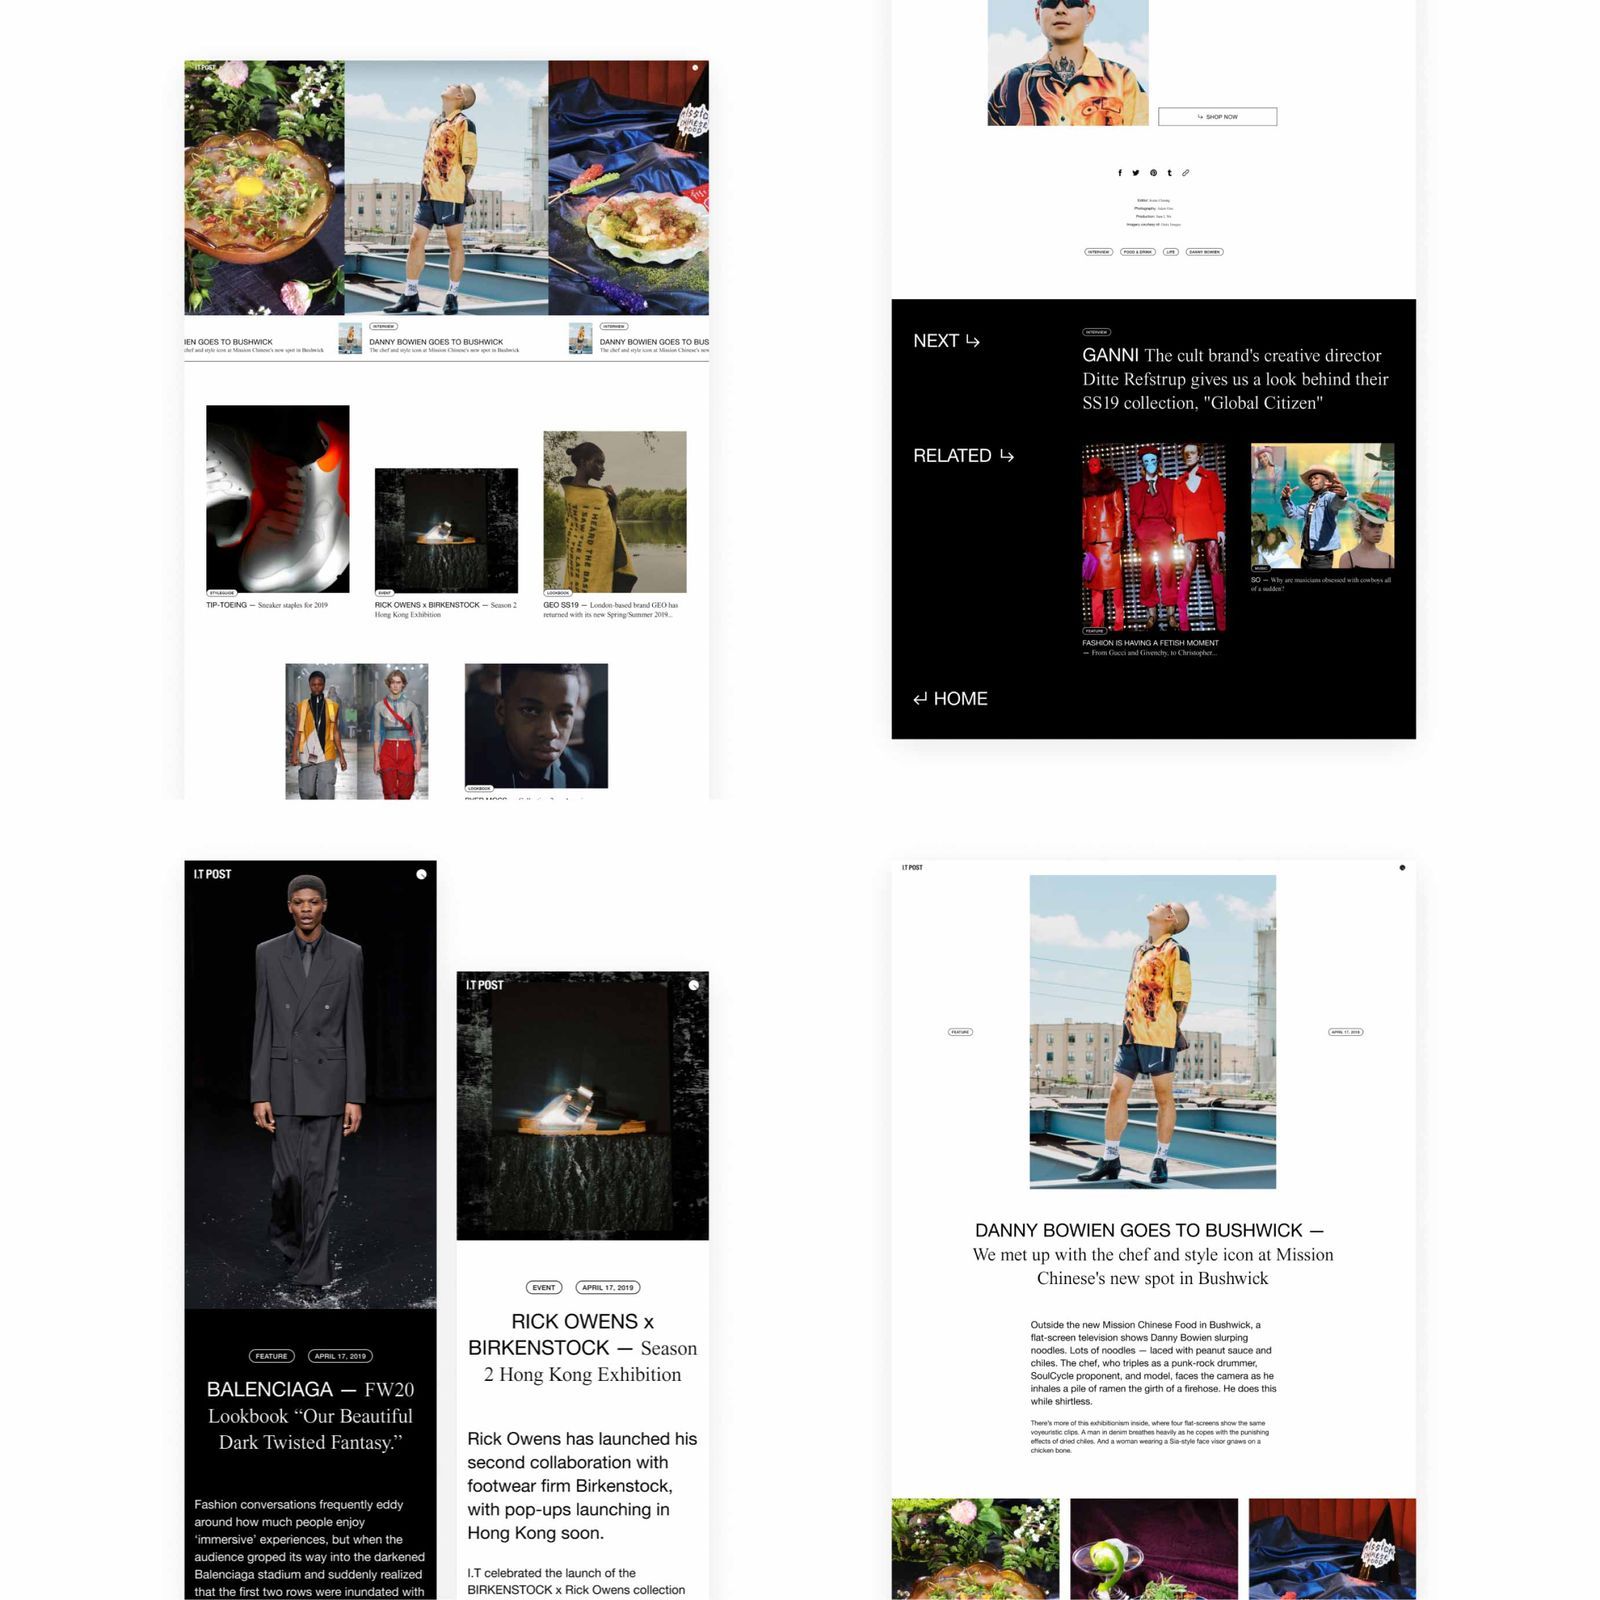 I.T POST
MISSION
CHINESE
FOOD
IEN GOES TO BUSHWICK
chef and style icon at Mission Chinese's new spot in Bushwick
INTERVIEW
DANNY BOWIEN GOES TO BUSHWICK
The chef and style icon at Mission Chinese's new spot in Bushwick
INTERVIEW
DANNY BOWIEN GOES TO BUS
The chef and style icon at Mission Chinese's new
STYLEGUIDE
TIP-TOEING — Sneaker staples for 2019
EVENT
RICK OWENS x BIRKENSTOCK — Season 2
Hong Kong Exhibition
I HEARD THE BAS
I SAW THE LATE
LOOKBOOK
GEO SS19 — London-based brand GEO has
returned with its new Spring/Summer 2019...
LOOKBOOK
↳ SHOP NOW
Editor:
Photography:
Production:
Imagery courtesy of:
INTERVIEW
FOOD & DRINK
LIFE
DANNY BOWIEN
NEXT ↳
INTERVIEW
GANNI The cult brand's creative director
Ditte Refstrup gives us a look behind their
SS19 collection, "Global Citizen"
RELATED ↳
FEATURE
FASHION IS HAVING A FETISH MOMENT
— From Gucci and Givenchy, to Christopher...
MUSIC
SO — Why are musicians obsessed with cowboys all
of a sudden?
↵ HOME
I.T POST
FEATURE
APRIL 17, 2019
BALENCIAGA — FW20
Lookbook “Our Beautiful
Dark Twisted Fantasy.”
Fashion conversations frequently eddy
around how much people enjoy
‘immersive’ experiences, but when the
audience groped its way into the darkened
Balenciaga stadium and suddenly realized
that the first two rows were inundated with
I.T POST
EVENT
APRIL 17, 2019
RICK OWENS x
BIRKENSTOCK — Season
2 Hong Kong Exhibition
Rick Owens has launched his
second collaboration with
footwear firm Birkenstock,
with pop-ups launching in
Hong Kong soon.
I.T celebrated the launch of the
BIRKENSTOCK x Rick Owens collection
I.T POST
FEATURE
APRIL 17, 2019
DANNY BOWIEN GOES TO BUSHWICK —
We met up with the chef and style icon at Mission
Chinese's new spot in Bushwick
Outside the new Mission Chinese Food in Bushwick, a
flat-screen television shows Danny Bowien slurping
noodles. Lots of noodles — laced with peanut sauce and
chiles. The chef, who triples as a punk-rock drummer,
SoulCycle proponent, and model, faces the camera as he
inhales a pile of ramen the girth of a firehose. He does this
while shirtless.
There's more of this exhibitionism inside, where four flat-screens show the same
voyeuristic clips. A man in denim breathes heavily as he copes with the punishing
effects of dried chiles. And a woman wearing a Sia-style face visor gnaws on a
chicken bone.
MISSION
CHINESE
FOOD